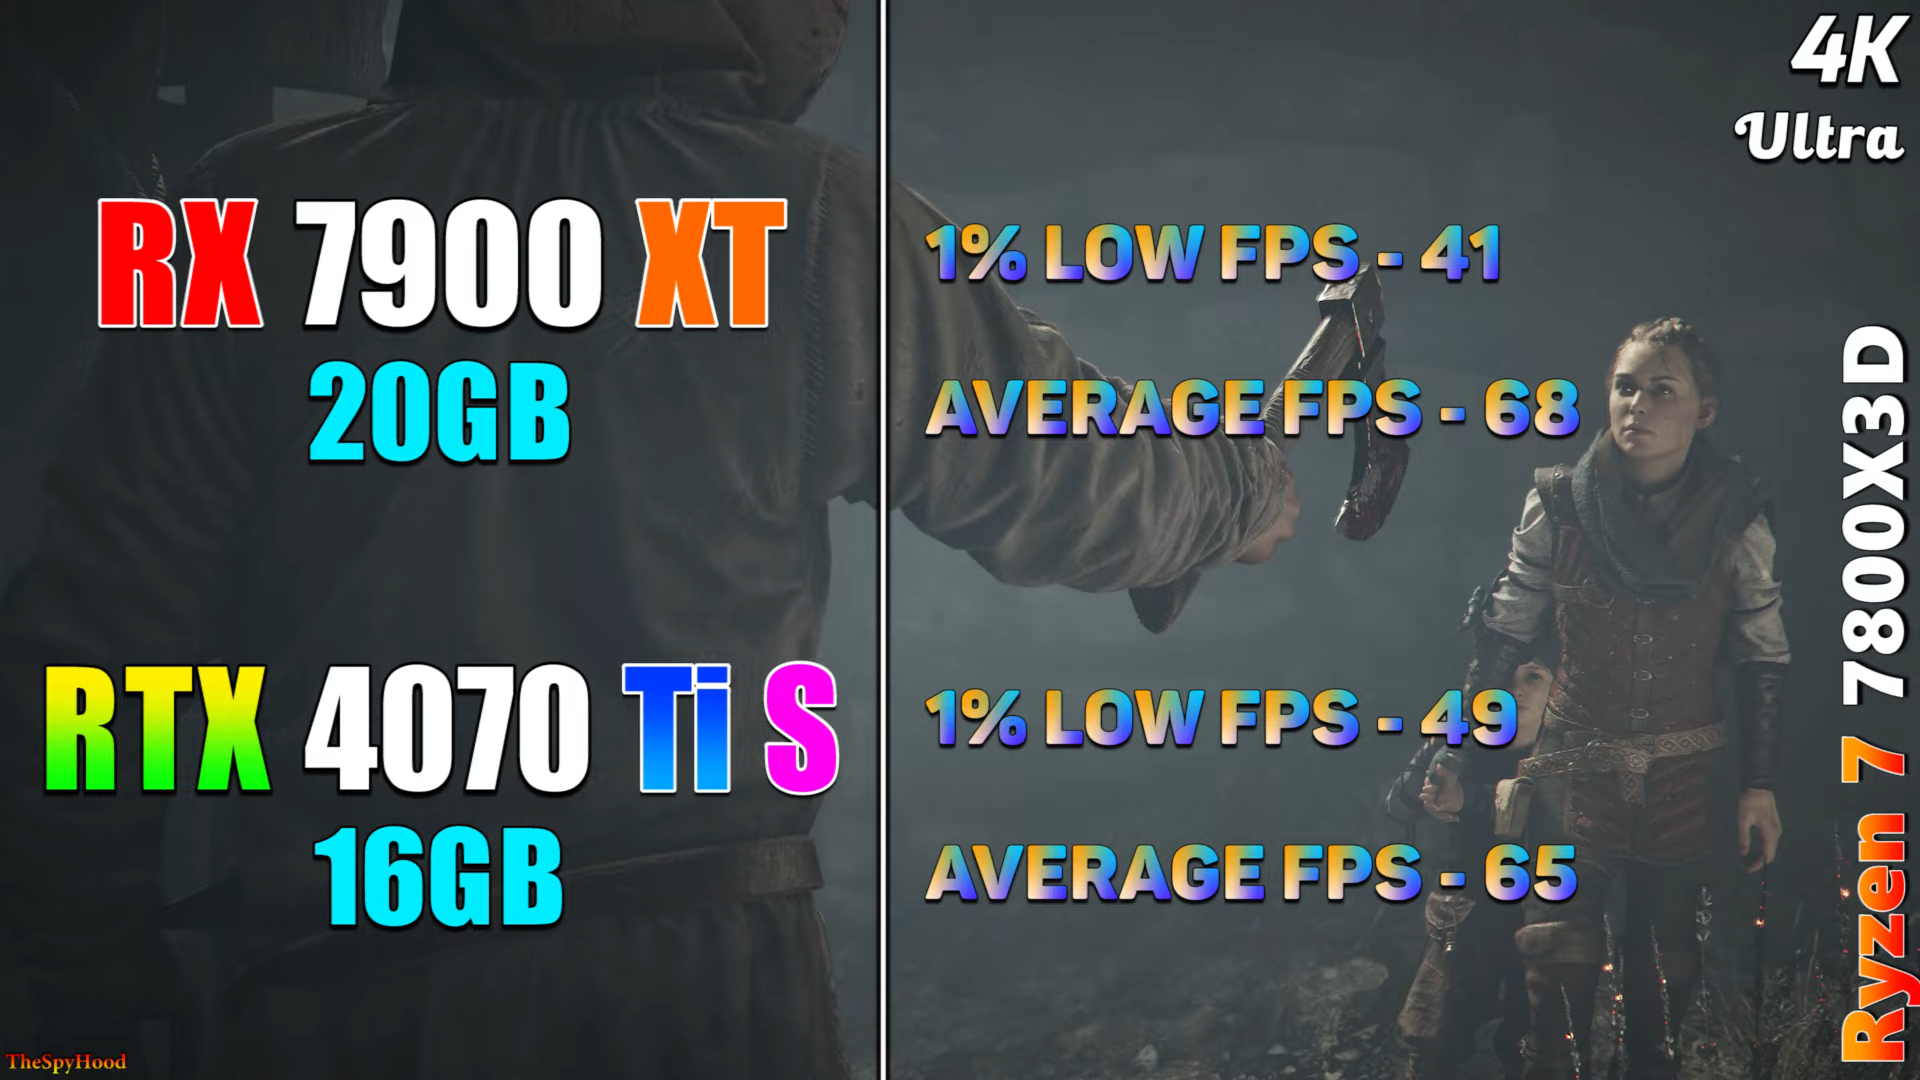 4K
Ultra
RX 7900 XT
20GB
1% LOW FPS - 41
AVERAGE FPS - 68
RTX 4070 Ti S
16GB
1% LOW FPS - 49
AVERAGE FPS - 65
Ryzen 7 7800X3D
TheSpyHood